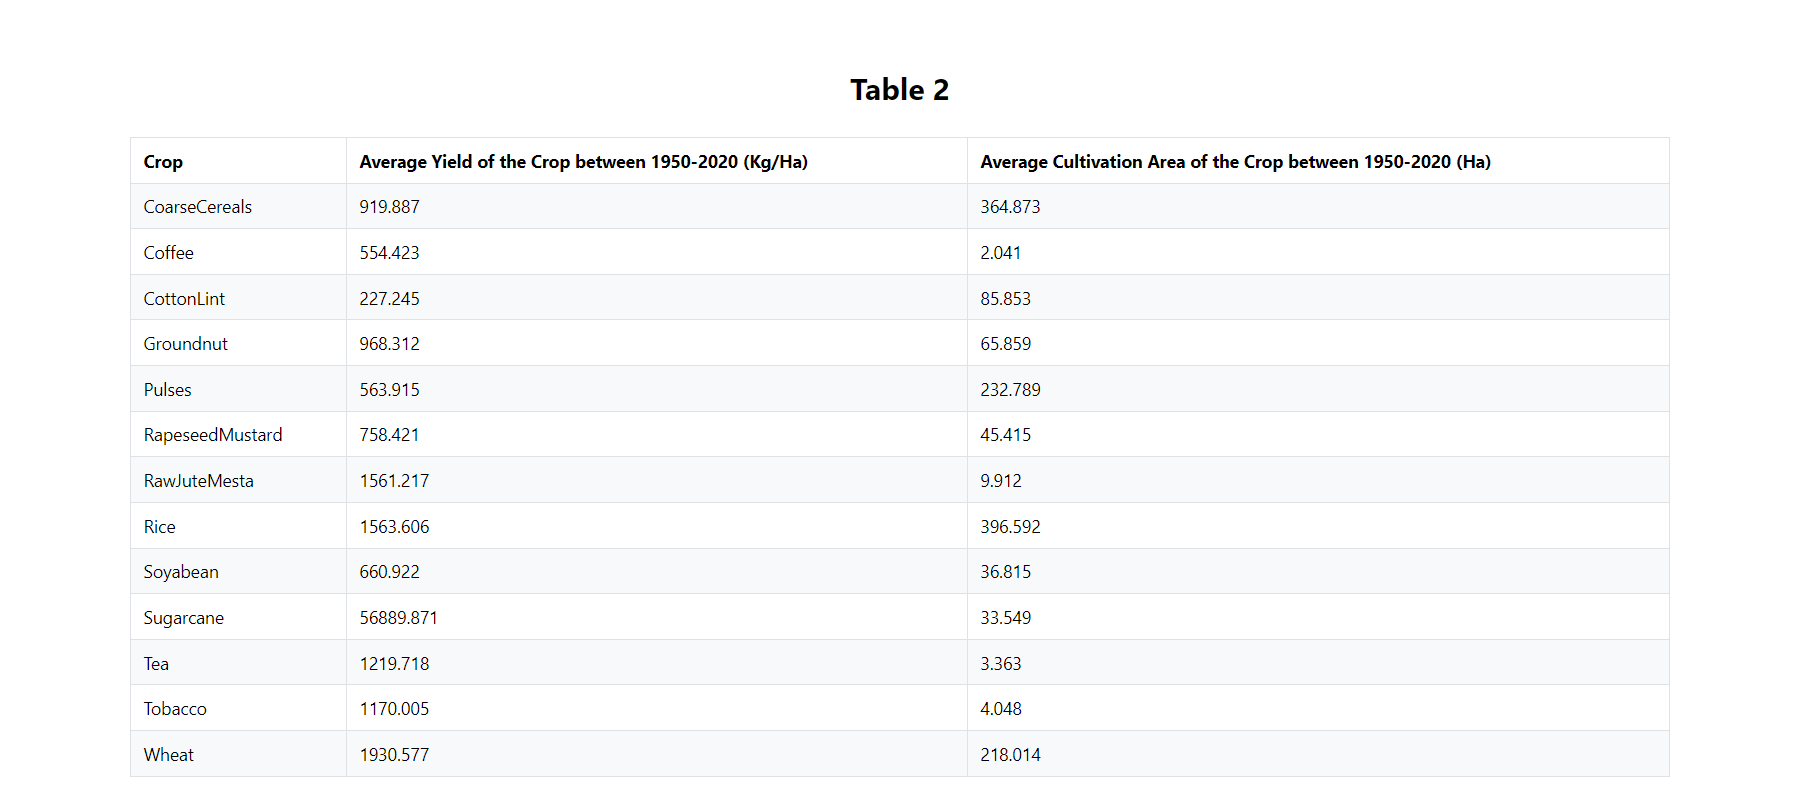 Table 2
Crop Average Yield of the Crop between 1950-2020 (Kg/Ha) Average Cultivation Area of the Crop between 1950-2020 (Ha)
CoarseCereals 919.887 364.873
Coffee 554.423 2.041
CottonLint 227.245 85.853
Groundnut 968.312 65.859
Pulses 563.915 232.789
RapeseedMustard 758.421 45.415
RawJuteMesta 1561.217 9.912
Rice 1563.606 396.592
Soyabean 660.922 36.815
Sugarcane 56889.871 33.549
Tea 1219.718 3.363
Tobacco 1170.005 4.048
Wheat 1930.577 218.014